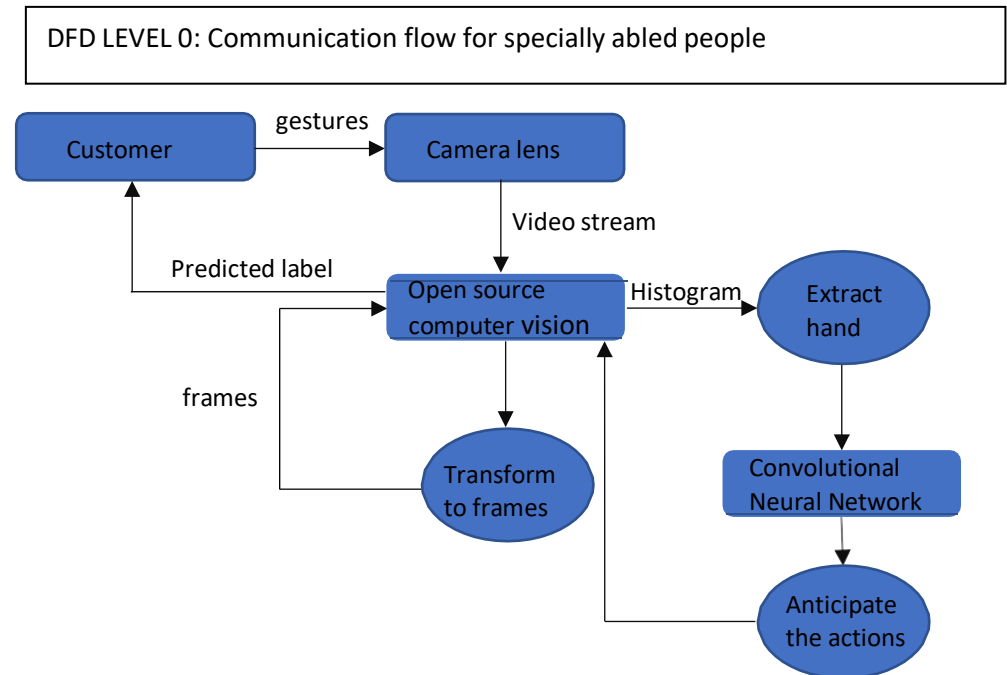 DFD LEVEL 0: Communication flow for specially abled people
gestures
Customer
Camera lens
Video stream
Predicted label
Open source
computer vision
Histogram
Extract
hand
frames
Transform
to frames
Convolutional
Neural Network
Anticipate
the actions